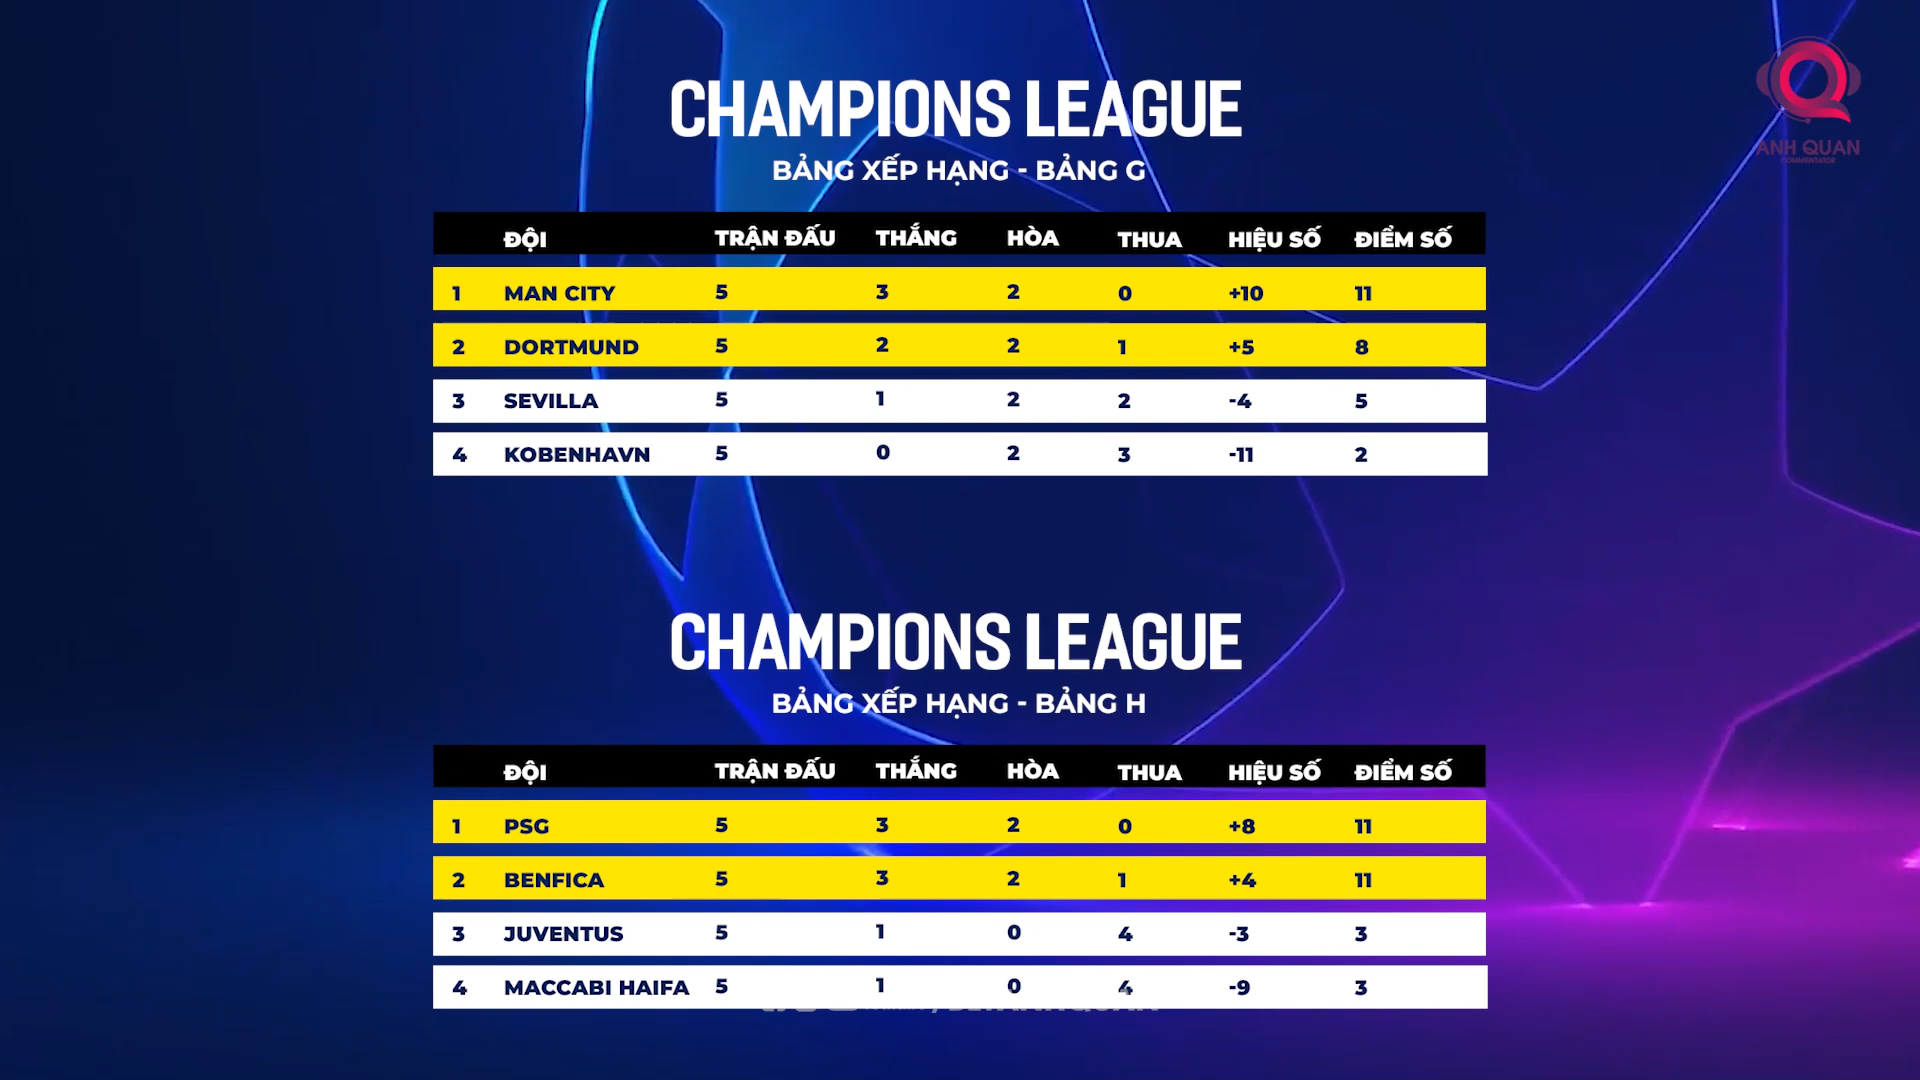 ANH QUAN
COMMENTATOR
CHAMPIONS LEAGUE
BẢNG XẾP HẠNG - BẢNG G
ĐỘI TRẬN ĐẤU THẮNG HÒA THUA HIỆU SỐ ĐIỂM SỐ
1 MAN CITY 5 3 2 0 +10 11
2 DORTMUND 5 2 2 1 +5 8
3 SEVILLA 5 1 2 2 -4 5
4 KOBENHAVN 5 0 2 3 -11 2
CHAMPIONS LEAGUE
BẢNG XẾP HẠNG - BẢNG H
ĐỘI TRẬN ĐẤU THẮNG HÒA THUA HIỆU SỐ ĐIỂM SỐ
1 PSG 5 3 2 0 +8 11
2 BENFICA 5 3 2 1 +4 11
3 JUVENTUS 5 1 0 4 -3 3
4 MACCABI HAIFA 5 1 0 4 -9 3